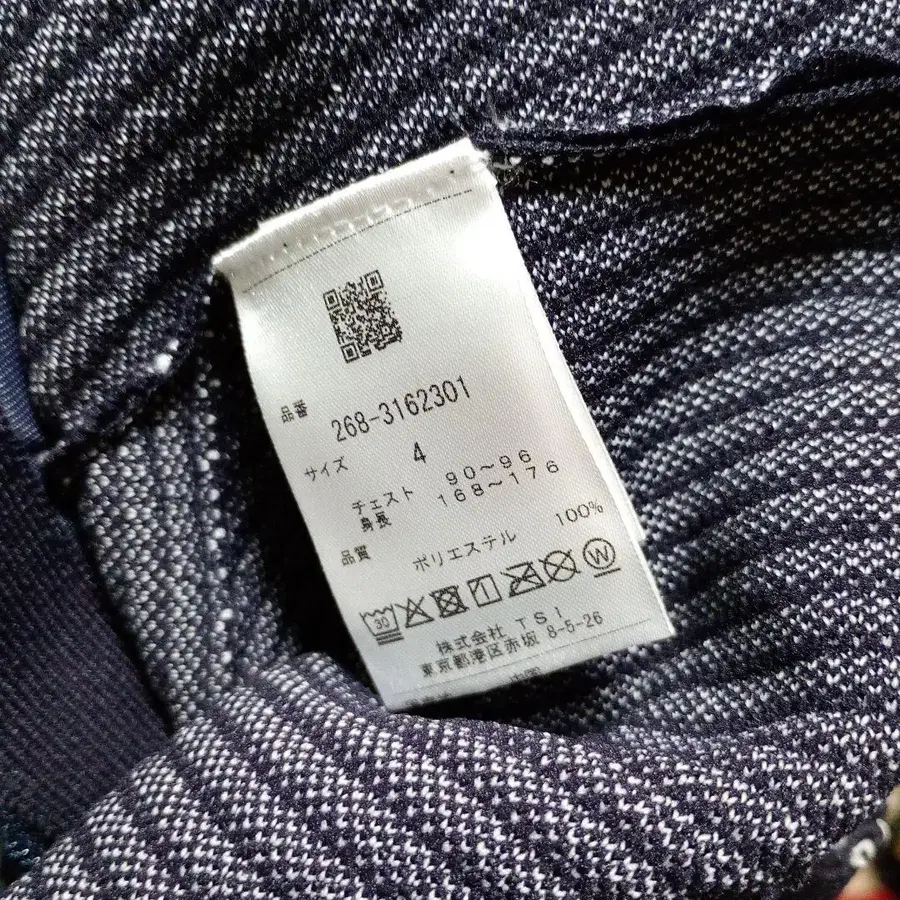 品番 268-3162301
サイズ 4
チェスト 90～96
身長 168～176
品質 ポリエステル 100%
30 W
株式会社 TSI
東京都港区赤坂 8-5-26